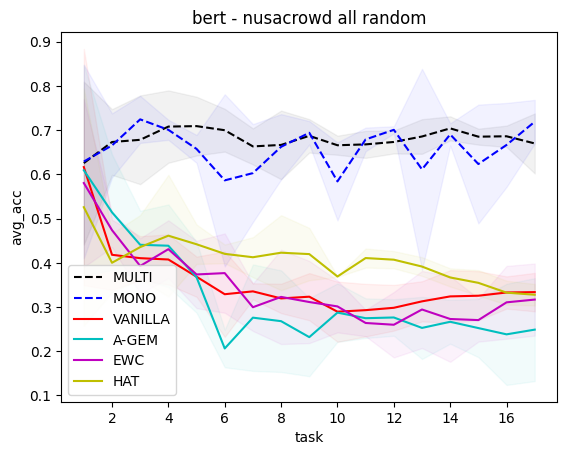 bert - nusacrowd all random
avg_acc
0.9
0.8
0.7
0.6
0.5
0.4
0.3
0.2
0.1
MULTI
MONO
VANILLA
A-GEM
EWC
HAT
2 4 6 8 10 12 14 16
task